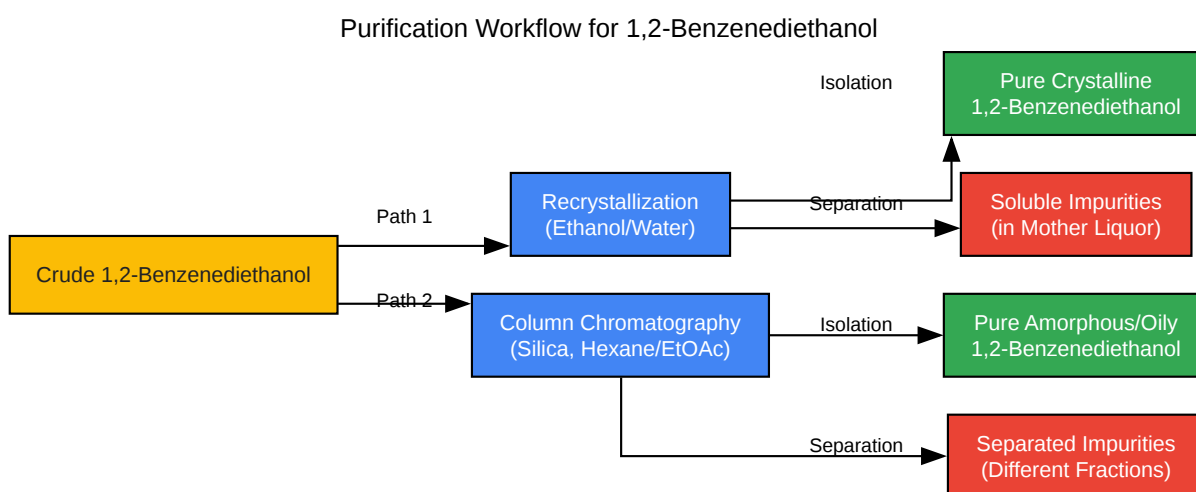 Purification Workflow for 1,2-Benzenediethanol
Isolation
Pure Crystalline
1,2-Benzenediethanol
Path 1
Recrystallization
(Ethanol/Water)
Separation
Soluble Impurities
(in Mother Liquor)
Crude 1,2-Benzenediethanol
Path 2
Column Chromatography
(Silica, Hexane/EtOAc)
Isolation
Pure Amorphous/Oily
1,2-Benzenediethanol
Separation
Separated Impurities
(Different Fractions)